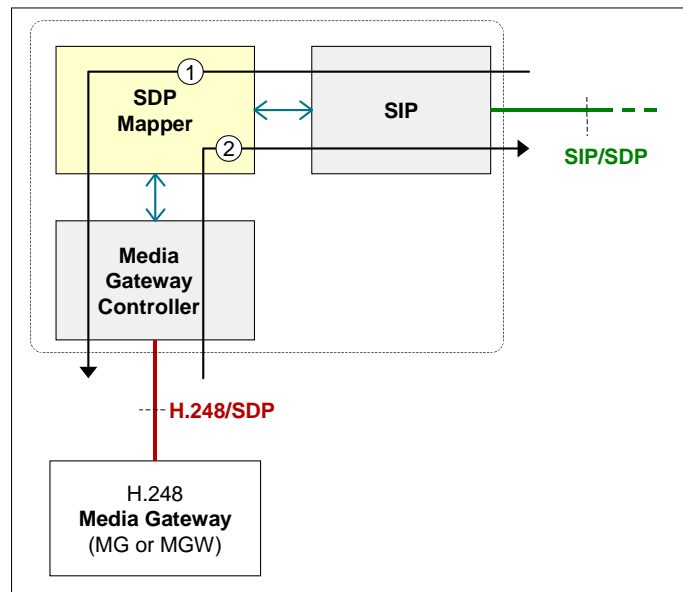 1
SDP
Mapper
SIP
2
SIP/SDP
Media
Gateway
Controller
H.248/SDP
H.248
Media Gateway
(MG or MGW)